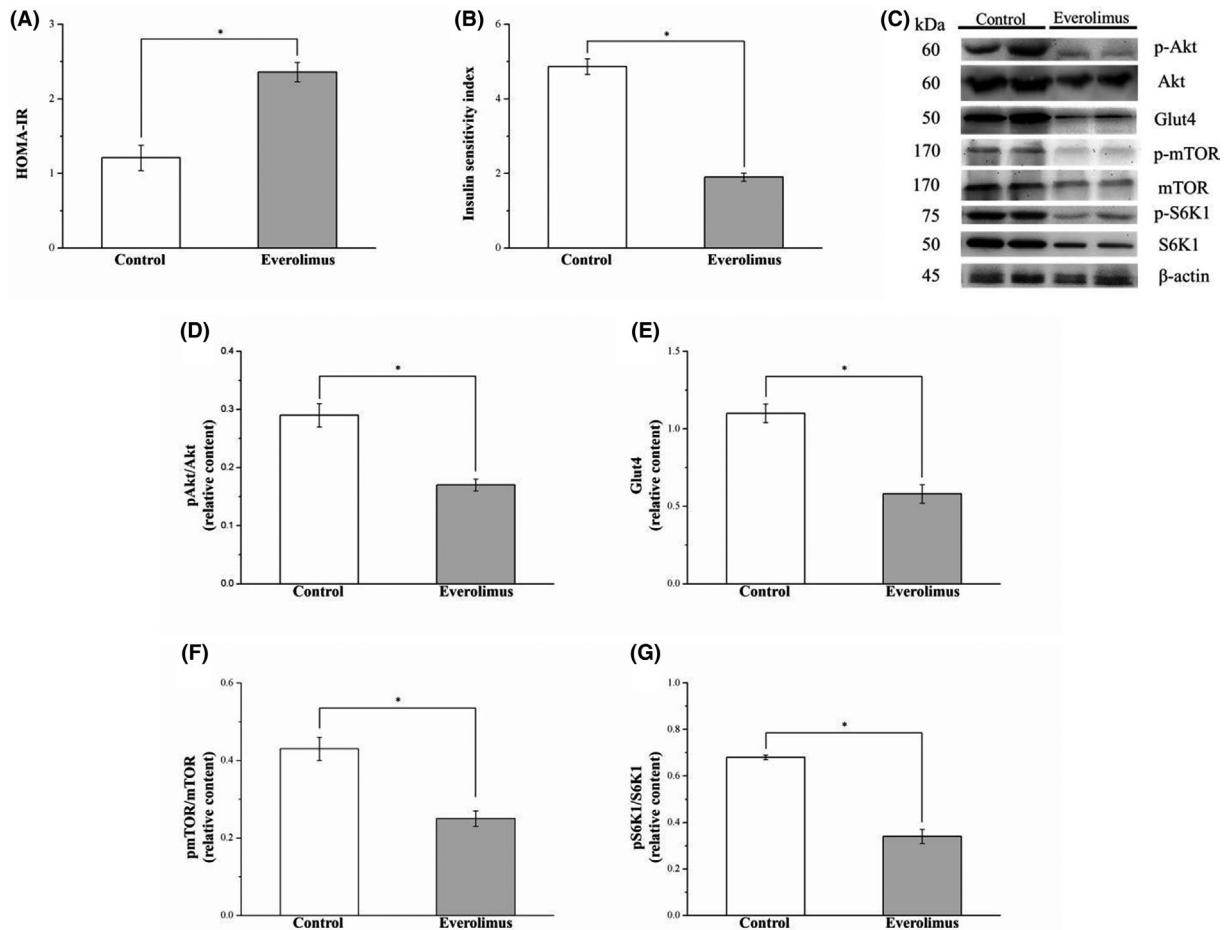 (A)
HOMA-IR
3
2
1
0
*
Control
Everolimus
(B)
Insulin sensitivity index
6
4
2
0
*
Control
Everolimus
(C)
kDa
Control
Everolimus
60
p-Akt
60
Akt
50
Glut4
170
p-mTOR
170
mTOR
75
p-S6K1
50
S6K1
45
β-actin
(D)
pAkt/Akt
(relative content)
0.4
0.3
0.2
0.1
0.0
*
Control
Everolimus
(E)
Glut4
(relative content)
1.5
1.0
0.5
0.0
*
Control
Everolimus
(F)
pmTOR/mTOR
(relative content)
0.6
0.4
0.2
0.0
*
Control
Everolimus
(G)
pS6K1/S6K1
(relative content)
1.0
0.8
0.6
0.4
0.2
0.0
*
Control
Everolimus